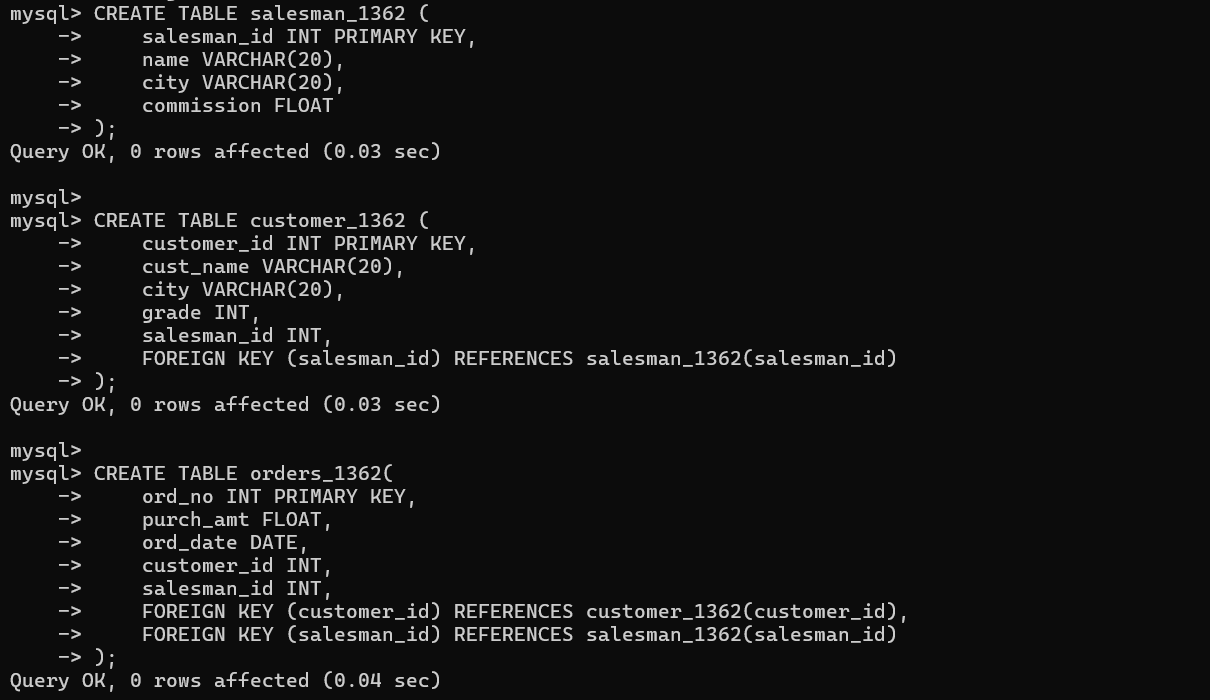 mysql> CREATE TABLE salesman_1362 (
    ->     salesman_id INT PRIMARY KEY,
    ->     name VARCHAR(20),
    ->     city VARCHAR(20),
    ->     commission FLOAT
    -> );
Query OK, 0 rows affected (0.03 sec)

mysql>
mysql> CREATE TABLE customer_1362 (
    ->     customer_id INT PRIMARY KEY,
    ->     cust_name VARCHAR(20),
    ->     city VARCHAR(20),
    ->     grade INT,
    ->     salesman_id INT,
    ->     FOREIGN KEY (salesman_id) REFERENCES salesman_1362(salesman_id)
    -> );
Query OK, 0 rows affected (0.03 sec)

mysql>
mysql> CREATE TABLE orders_1362(
    ->     ord_no INT PRIMARY KEY,
    ->     purch_amt FLOAT,
    ->     ord_date DATE,
    ->     customer_id INT,
    ->     salesman_id INT,
    ->     FOREIGN KEY (customer_id) REFERENCES customer_1362(customer_id),
    ->     FOREIGN KEY (salesman_id) REFERENCES salesman_1362(salesman_id)
    -> );
Query OK, 0 rows affected (0.04 sec)